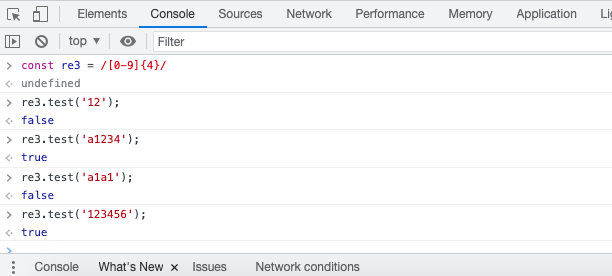 Elements Console Sources Network Performance Memory Application
top Filter
const re3 = /[0-9]{4}/
undefined
re3.test('12');
false
re3.test('a1234');
true
re3.test('a1a1');
false
re3.test('123456');
true
Console What's New Issues Network conditions